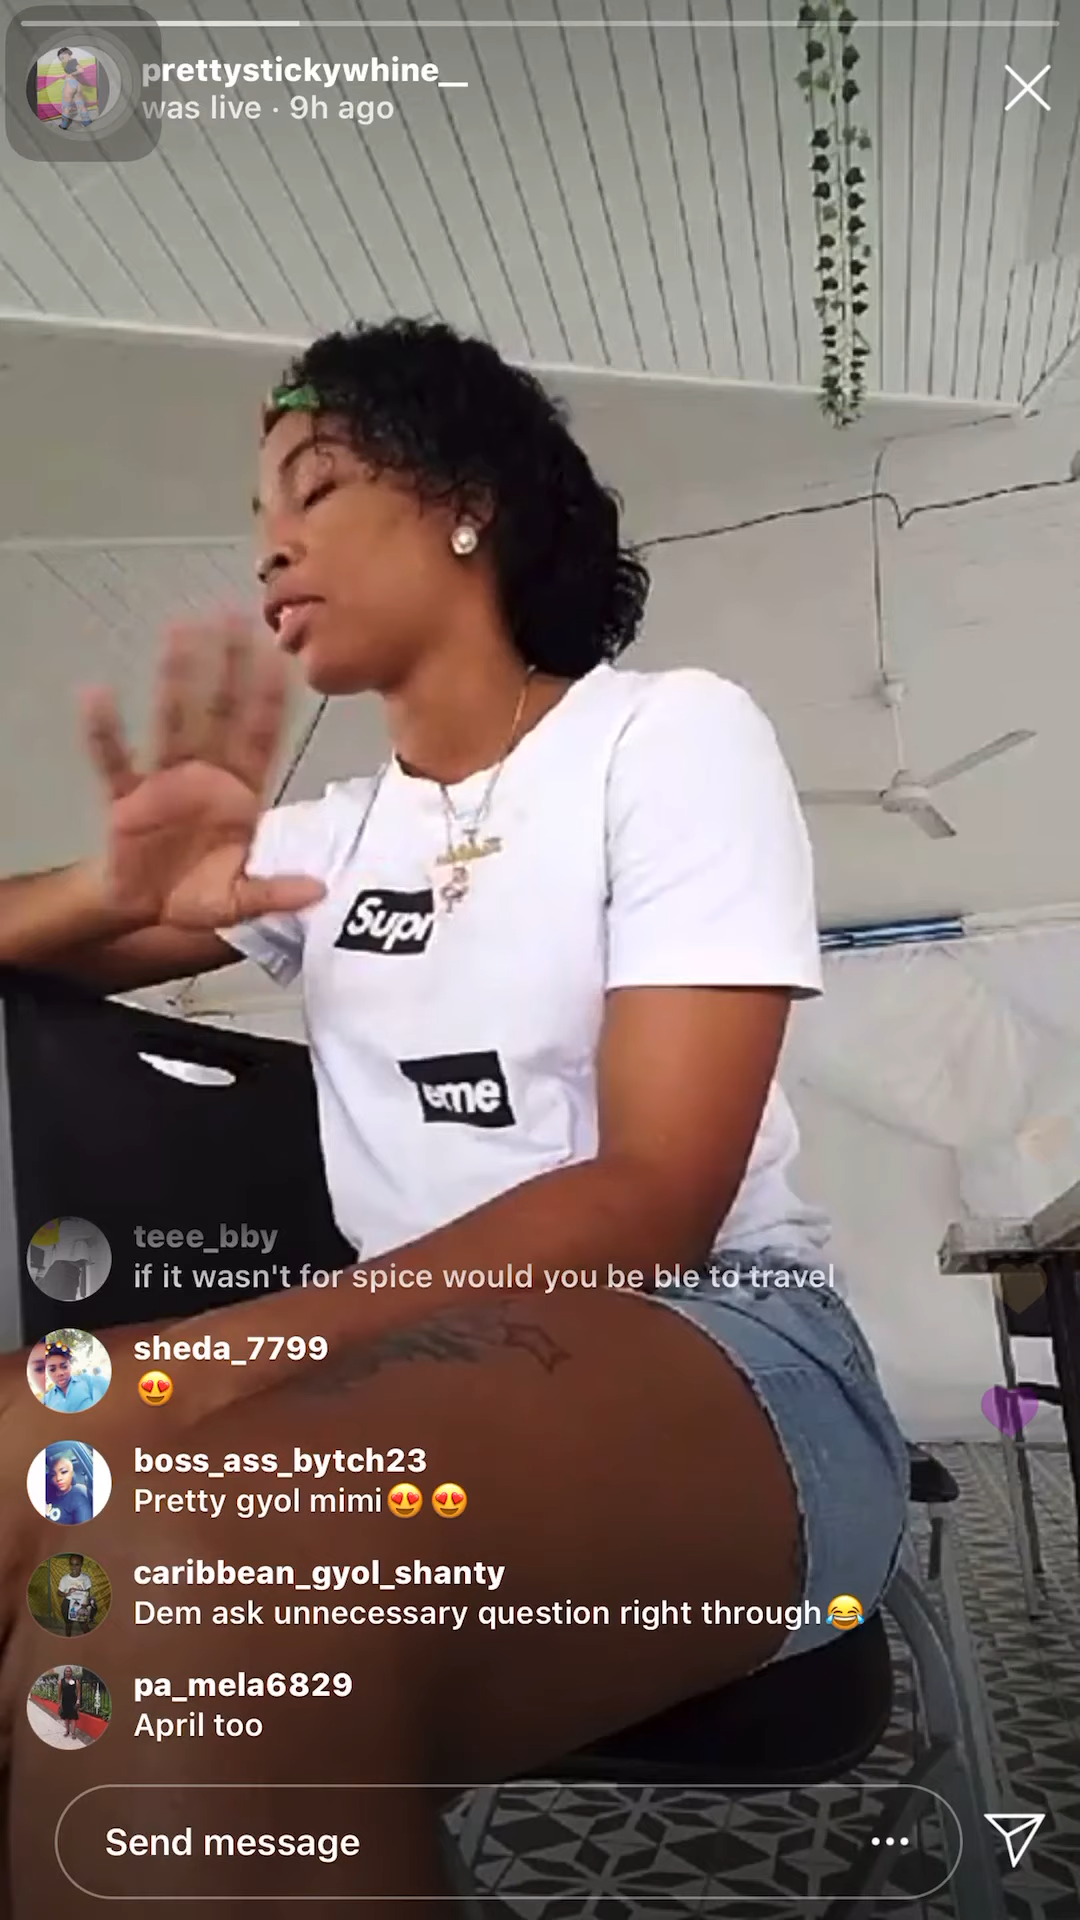 prettystickywhine__
was live · 9h ago
Supr
eme
teee_bby
if it wasn't for spice would you be ble to travel
sheda_7799
😍
boss_ass_bytch23
Pretty gyol mimi😍😍
caribbean_gyol_shanty
Dem ask unnecessary question right through😂
pa_mela6829
April too
Send message